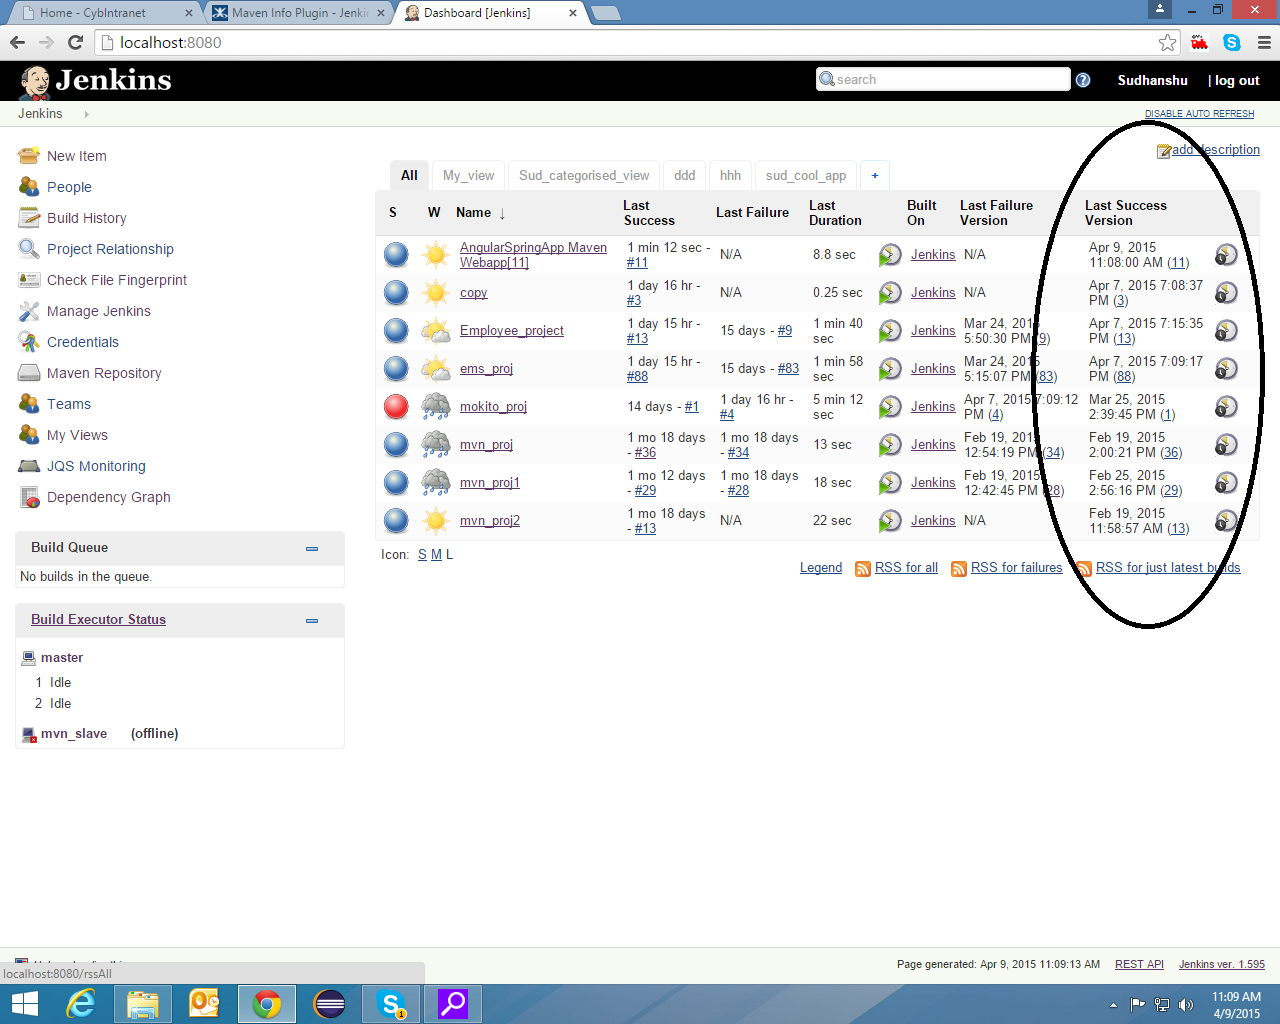 Home - CybIntranet
Maven Info Plugin - Jenki
Dashboard [Jenkins]
localhost:8080
Jenkins
search
Sudhanshu
| log out
Jenkins
DISABLE AUTO REFRESH
add description
New Item
People
Build History
Project Relationship
Check File Fingerprint
Manage Jenkins
Credentials
Maven Repository
Teams
My Views
JQS Monitoring
Dependency Graph
Build Queue
No builds in the queue.
Build Executor Status
master
1 Idle
2 Idle
mvn_slave (offline)
All My_view Sud_categorised_view ddd hhh sud_cool_app +
S W Name ↓ Last Success Last Failure Last Duration Built On Last Failure Version Last Success Version
AngularSpringApp Maven Webapp[11] 1 min 12 sec - #11 N/A 8.8 sec Jenkins N/A Apr 9, 2015 11:08:00 AM (11)
copy 1 day 16 hr - #3 N/A 0.25 sec Jenkins N/A Apr 7, 2015 7:08:37 PM (3)
Employee_project 1 day 15 hr - #13 15 days - #9 1 min 40 sec Jenkins Mar 24, 2015 5:50:30 PM (9) Apr 7, 2015 7:15:35 PM (13)
ems_proj 1 day 15 hr - #88 15 days - #83 1 min 58 sec Jenkins Mar 24, 2015 5:15:07 PM (83) Apr 7, 2015 7:09:17 PM (88)
mokito_proj 14 days - #1 1 day 16 hr - #4 5 min 12 sec Jenkins Apr 7, 2015 7:09:12 PM (4) Mar 25, 2015 2:39:45 PM (1)
mvn_proj 1 mo 18 days - #36 1 mo 18 days - #34 13 sec Jenkins Feb 19, 2015 12:54:19 PM (34) Feb 19, 2015 2:00:21 PM (36)
mvn_proj1 1 mo 12 days - #29 1 mo 18 days - #28 18 sec Jenkins Feb 19, 2015 12:42:45 PM (28) Feb 25, 2015 2:56:16 PM (29)
mvn_proj2 1 mo 18 days - #13 N/A 22 sec Jenkins N/A Feb 19, 2015 11:58:57 AM (13)
Icon: S M L
Legend RSS for all RSS for failures RSS for just latest builds
localhost:8080/rssAll
Page generated: Apr 9, 2015 11:09:13 AM REST API Jenkins ver. 1.595
1
11:09 AM
4/9/2015